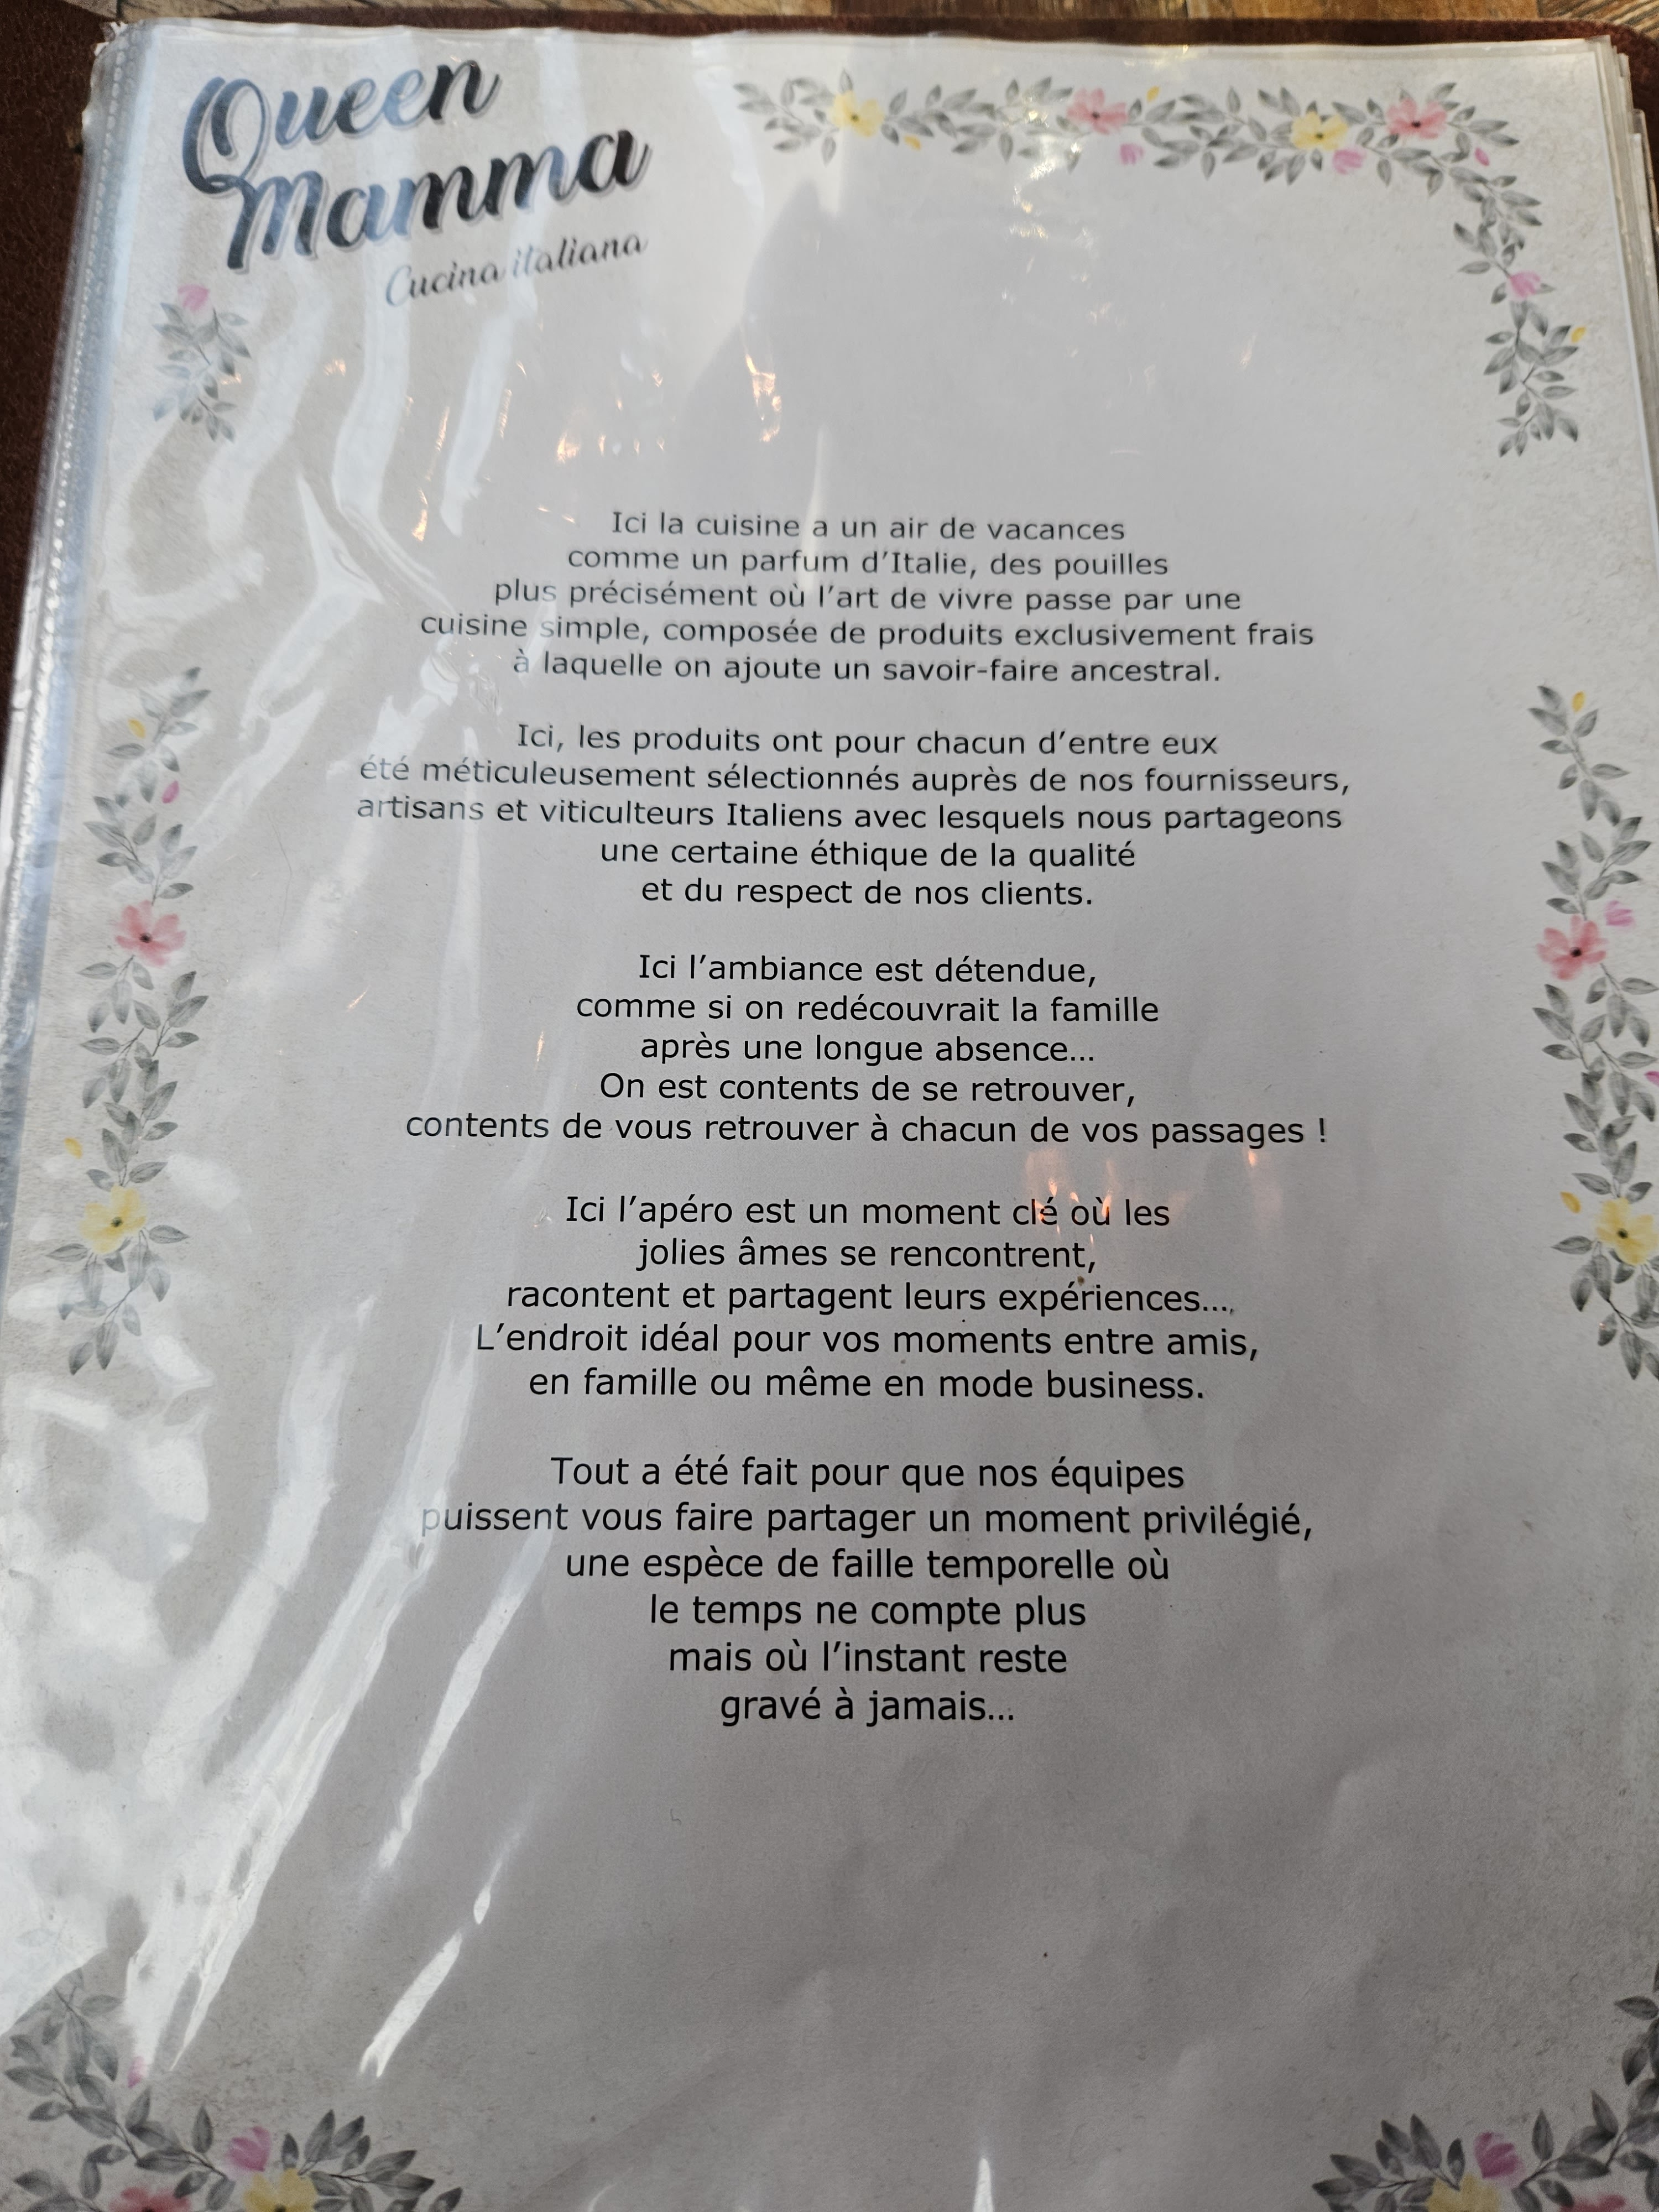 Queen
Mamma
Cucina italiana
Ici la cuisine a un air de vacances
comme un parfum d’Italie, des pouilles
plus précisément où l’art de vivre passe par une
cuisine simple, composée de produits exclusivement frais
à laquelle on ajoute un savoir-faire ancestral.
Ici, les produits ont pour chacun d’entre eux
été méticuleusement sélectionnés auprès de nos fournisseurs,
artisans et viticulteurs Italiens avec lesquels nous partageons
une certaine éthique de la qualité
et du respect de nos clients.
Ici l’ambiance est détendue,
comme si on redécouvrait la famille
après une longue absence...
On est contents de se retrouver,
contents de vous retrouver à chacun de vos passages !
Ici l’apéro est un moment clé où les
jolies âmes se rencontrent,
racontent et partagent leurs expériences...
L’endroit idéal pour vos moments entre amis,
en famille ou même en mode business.
Tout a été fait pour que nos équipes
puissent vous faire partager un moment privilégié,
une espèce de faille temporelle où
le temps ne compte plus
mais où l’instant reste
gravé à jamais...